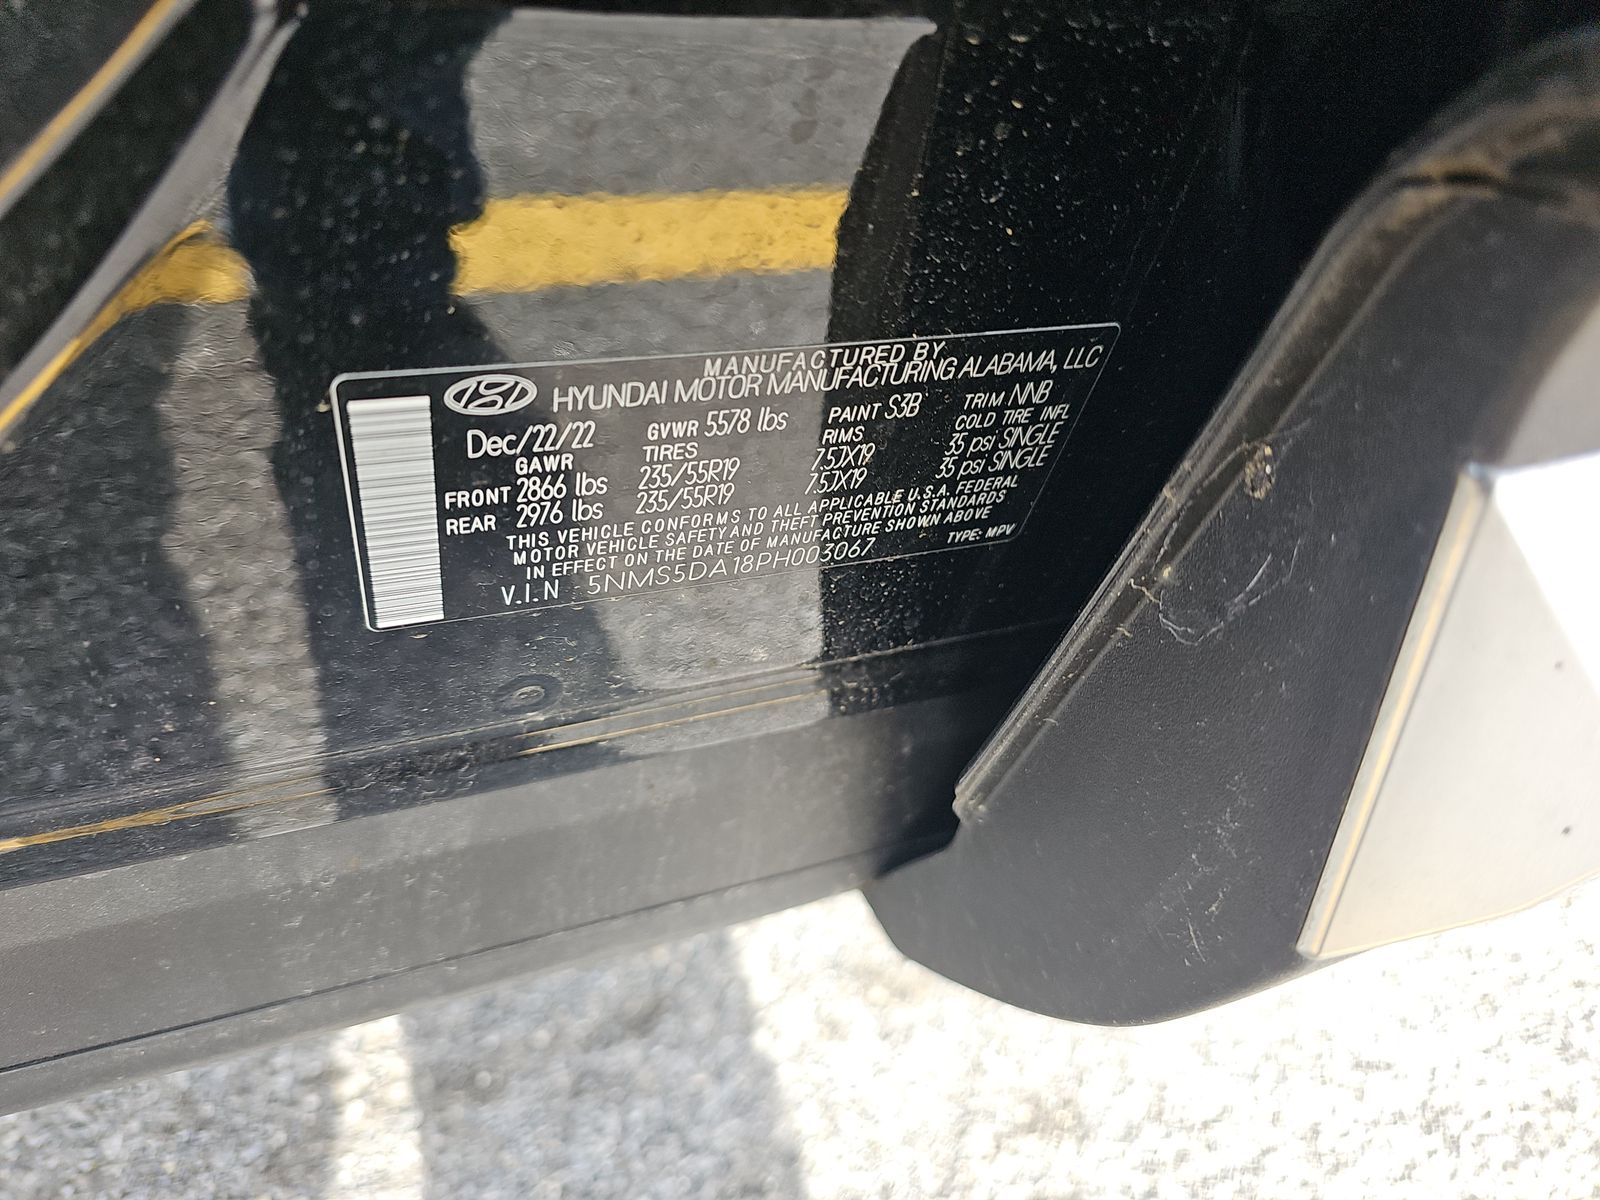 MANUFACTURED BY
HYUNDAI MOTOR MANUFACTURING ALABAMA, LLC
Dec/22/22 GVWR 5578 lbs PAINT S3B TRIM NNB
GAWR TIRES RIMS COLD TIRE INFL
FRONT 2866 lbs 235/55R19 7.5JX19 35 psi SINGLE
REAR 2976 lbs 235/55R19 7.5JX19 35 psi SINGLE
THIS VEHICLE CONFORMS TO ALL APPLICABLE U.S.A. FEDERAL
MOTOR VEHICLE SAFETY AND THEFT PREVENTION STANDARDS
IN EFFECT ON THE DATE OF MANUFACTURE SHOWN ABOVE
V.I.N 5NMS5DA18PH003067 TYPE: MPV